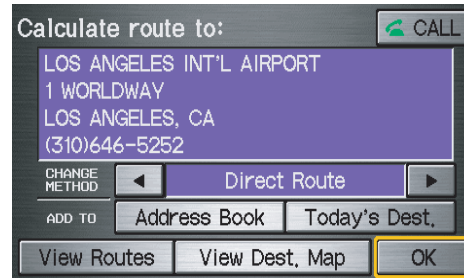 Calculate route to:
CALL
LOS ANGELES INT'L AIRPORT
1 WORLDWAY
LOS ANGELES, CA
(310)646-5252
CHANGE METHOD
Direct Route
ADD TO
Address Book
Today's Dest.
View Routes
View Dest. Map
OK